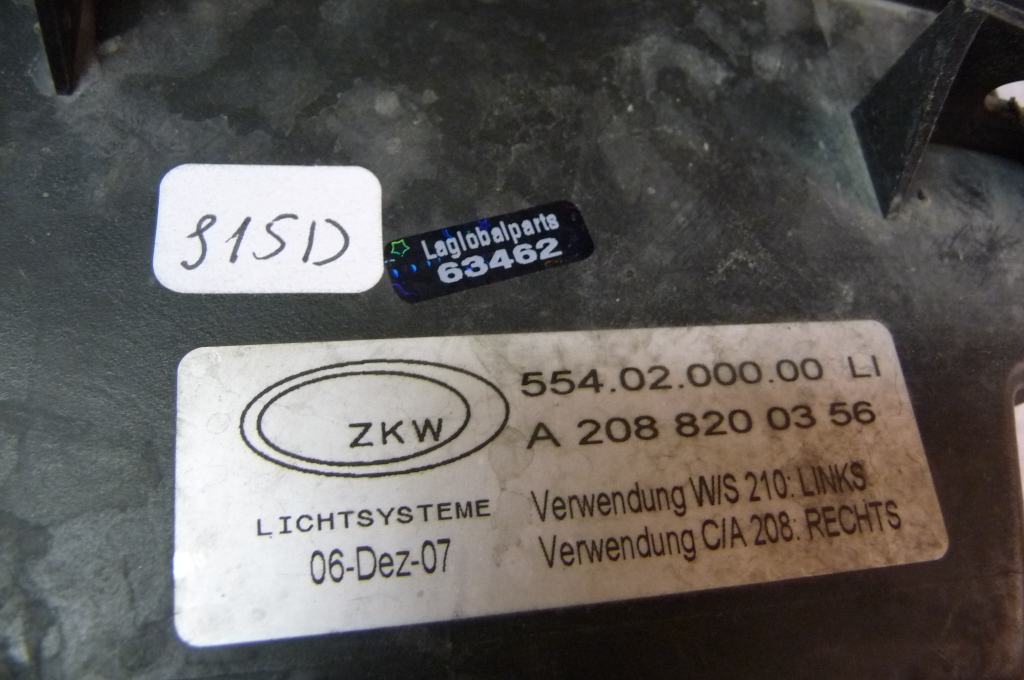 915D
Laglobalparts
63462
ZKW
LICHTSYSTEME
06-Dez-07
554.02.000.00 LI
A 208 820 03 56
Verwendung W/S 210: LINKS
Verwendung C/A 208: RECHTS